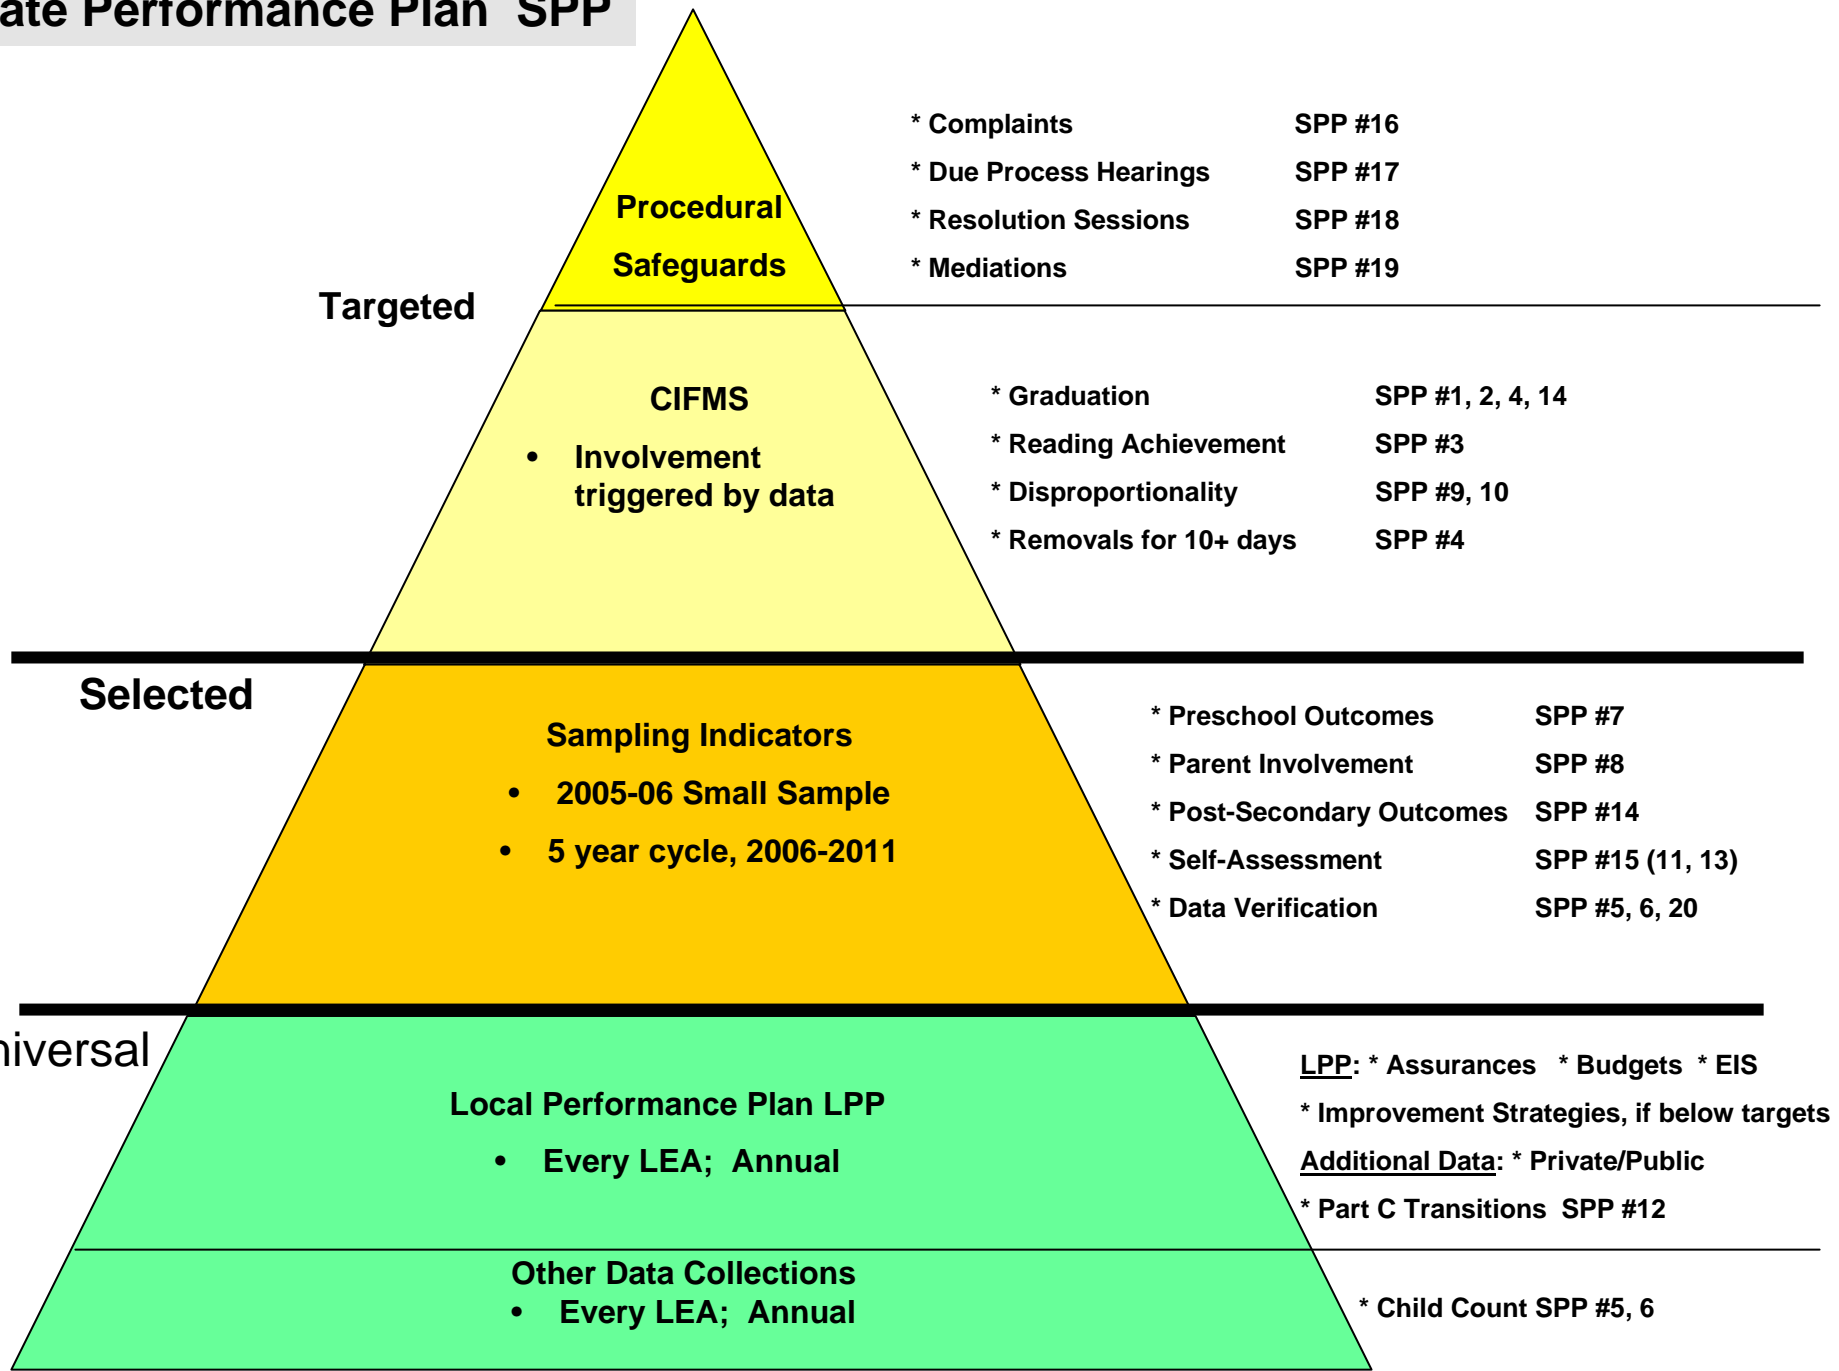 ate Performance Plan SPP
* Complaints SPP #16
* Due Process Hearings SPP #17
* Resolution Sessions SPP #18
* Mediations SPP #19
Procedural
Safeguards
Targeted
CIFMS
• Involvement
triggered by data
* Graduation SPP #1, 2, 4, 14
* Reading Achievement SPP #3
* Disproportionality SPP #9, 10
* Removals for 10+ days SPP #4
Selected
Sampling Indicators
• 2005-06 Small Sample
• 5 year cycle, 2006-2011
* Preschool Outcomes SPP #7
* Parent Involvement SPP #8
* Post-Secondary Outcomes SPP #14
* Self-Assessment SPP #15 (11, 13)
* Data Verification SPP #5, 6, 20
niversal
Local Performance Plan LPP
• Every LEA; Annual
LPP: * Assurances * Budgets * EIS
* Improvement Strategies, if below targets
Additional Data: * Private/Public
* Part C Transitions SPP #12
Other Data Collections
• Every LEA; Annual
* Child Count SPP #5, 6